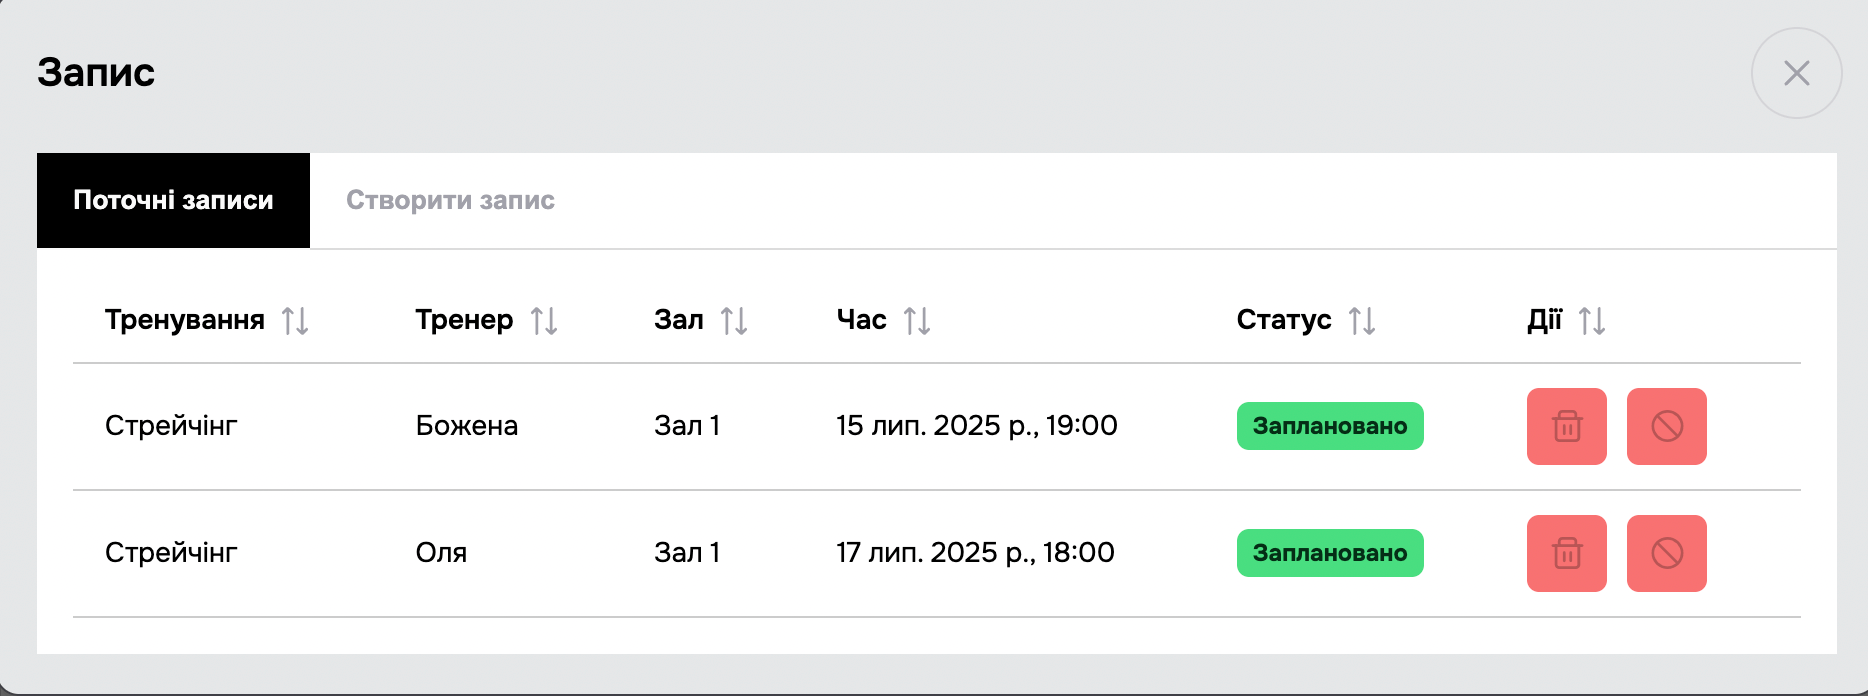 Запис
Поточні записи Створити запис
Тренування Тренер Зал Час Статус Дії
Стрейчінг Божена Зал 1 15 лип. 2025 р., 19:00 Заплановано
Стрейчінг Оля Зал 1 17 лип. 2025 р., 18:00 Заплановано